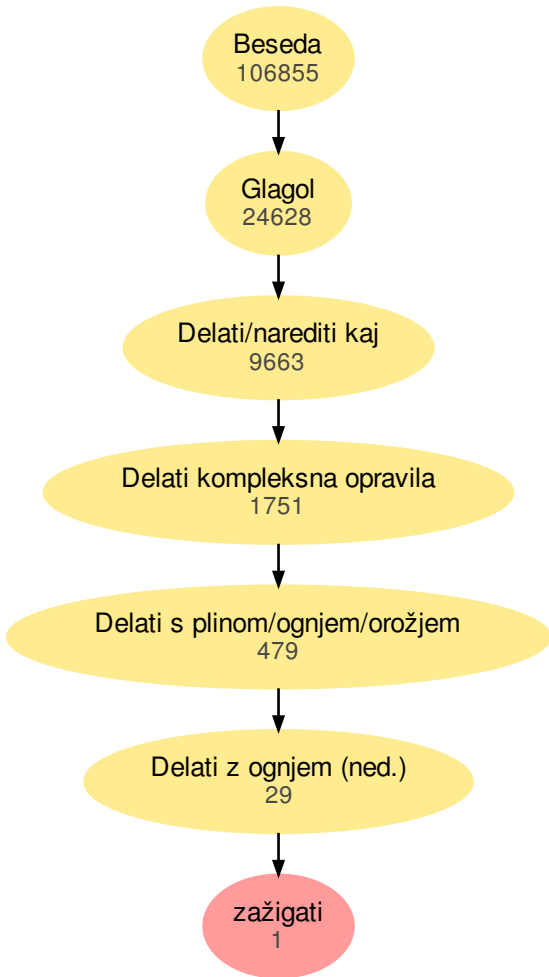 Beseda
106855
Glagol
24628
Delati/narediti kaj
9663
Delati kompleksna opravila
1751
Delati s plinom/ognjem/orožjem
479
Delati z ognjem (ned.)
29
zažigati
1